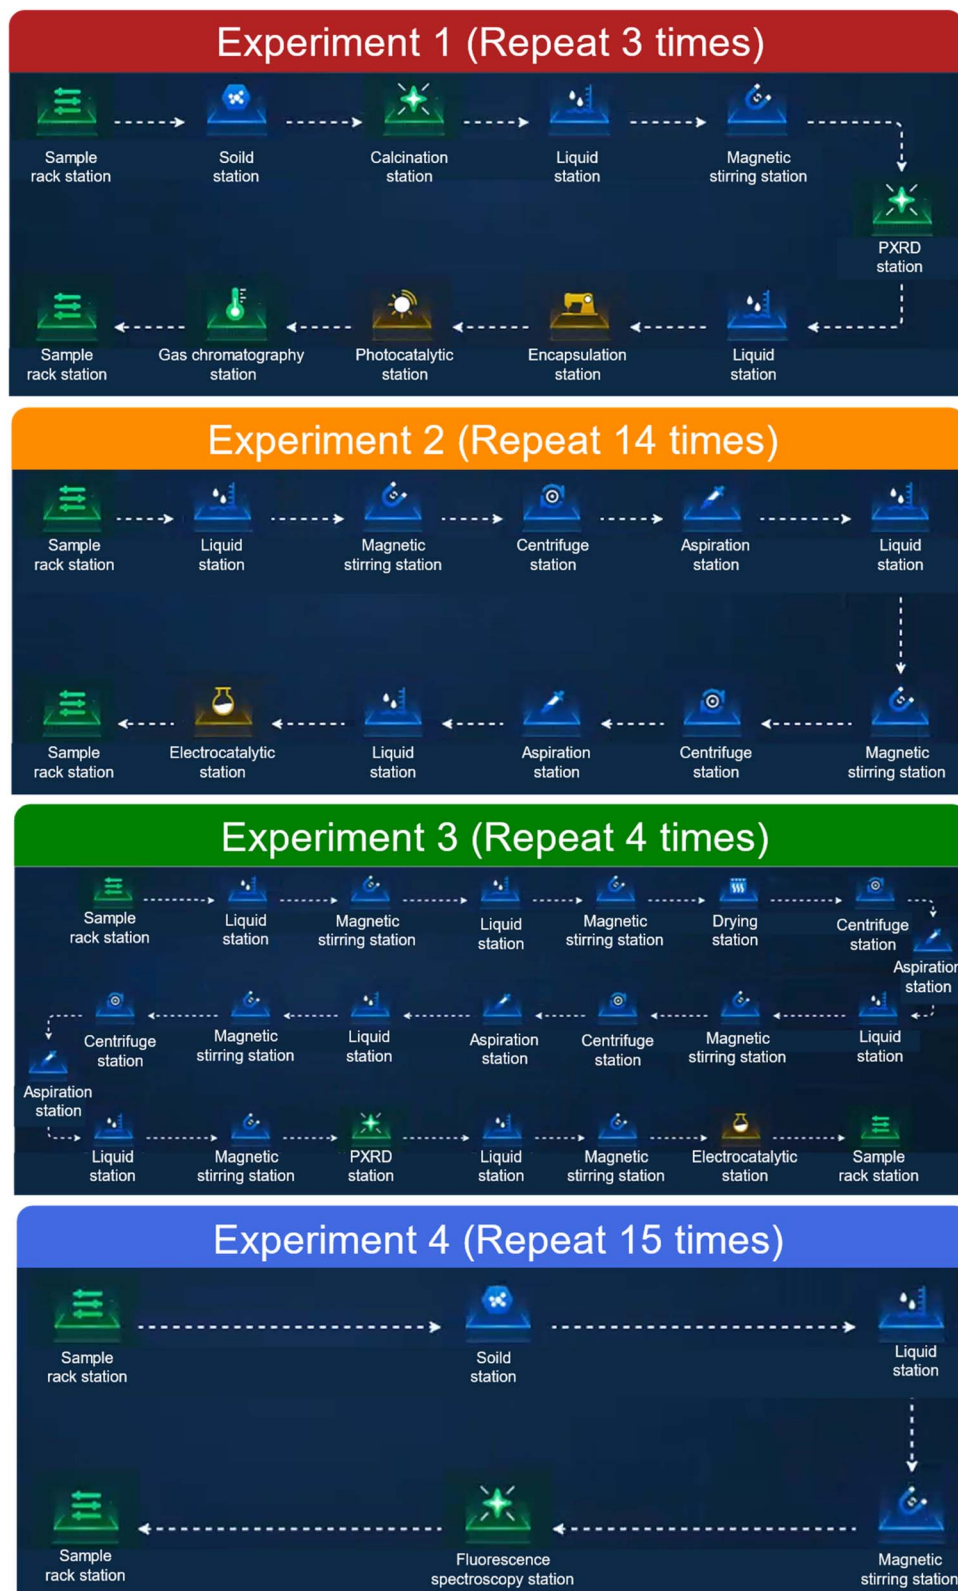 Experiment 1 (Repeat 3 times)
Sample
rack station
Soild
station
Calcination
station
Liquid
station
Magnetic
stirring station
PXRD
station
Sample
rack station
Gas chromatography
station
Photocatalytic
station
Encapsulation
station
Liquid
station
Experiment 2 (Repeat 14 times)
Sample
rack station
Liquid
station
Magnetic
stirring station
Centrifuge
station
Aspiration
station
Liquid
station
Sample
rack station
Electrocatalytic
station
Liquid
station
Aspiration
station
Centrifuge
station
Magnetic
stirring station
Experiment 3 (Repeat 4 times)
Sample
rack station
Liquid
station
Magnetic
stirring station
Liquid
station
Magnetic
stirring station
Drying
station
Centrifuge
station
Aspiration
station
Centrifuge
station
Magnetic
stirring station
Liquid
station
Aspiration
station
Centrifuge
station
Magnetic
stirring station
Liquid
station
Aspiration
station
Liquid
station
Magnetic
stirring station
PXRD
station
Liquid
station
Magnetic
stirring station
Electrocatalytic
station
Sample
rack station
Experiment 4 (Repeat 15 times)
Sample
rack station
Soild
station
Liquid
station
Sample
rack station
Fluorescence
spectroscopy station
Magnetic
stirring station